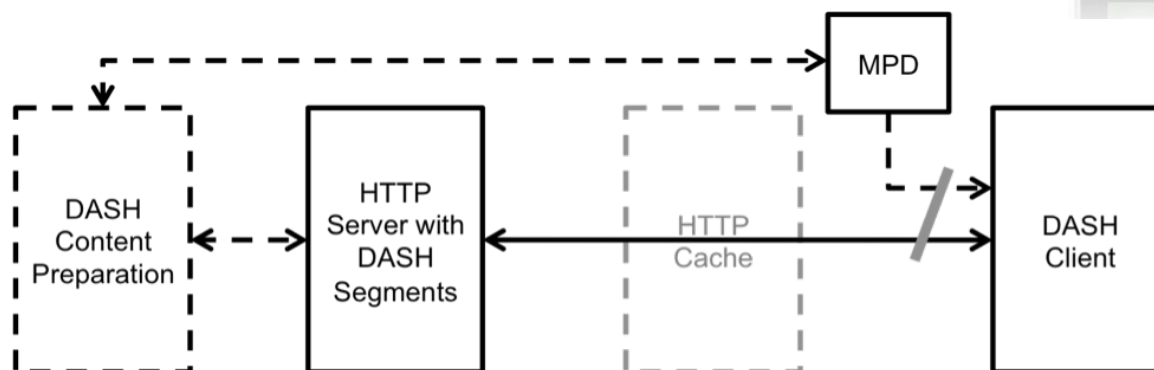 MPD
DASH
Content
Preparation
HTTP
Server with
DASH
Segments
HTTP
Cache
DASH
Client